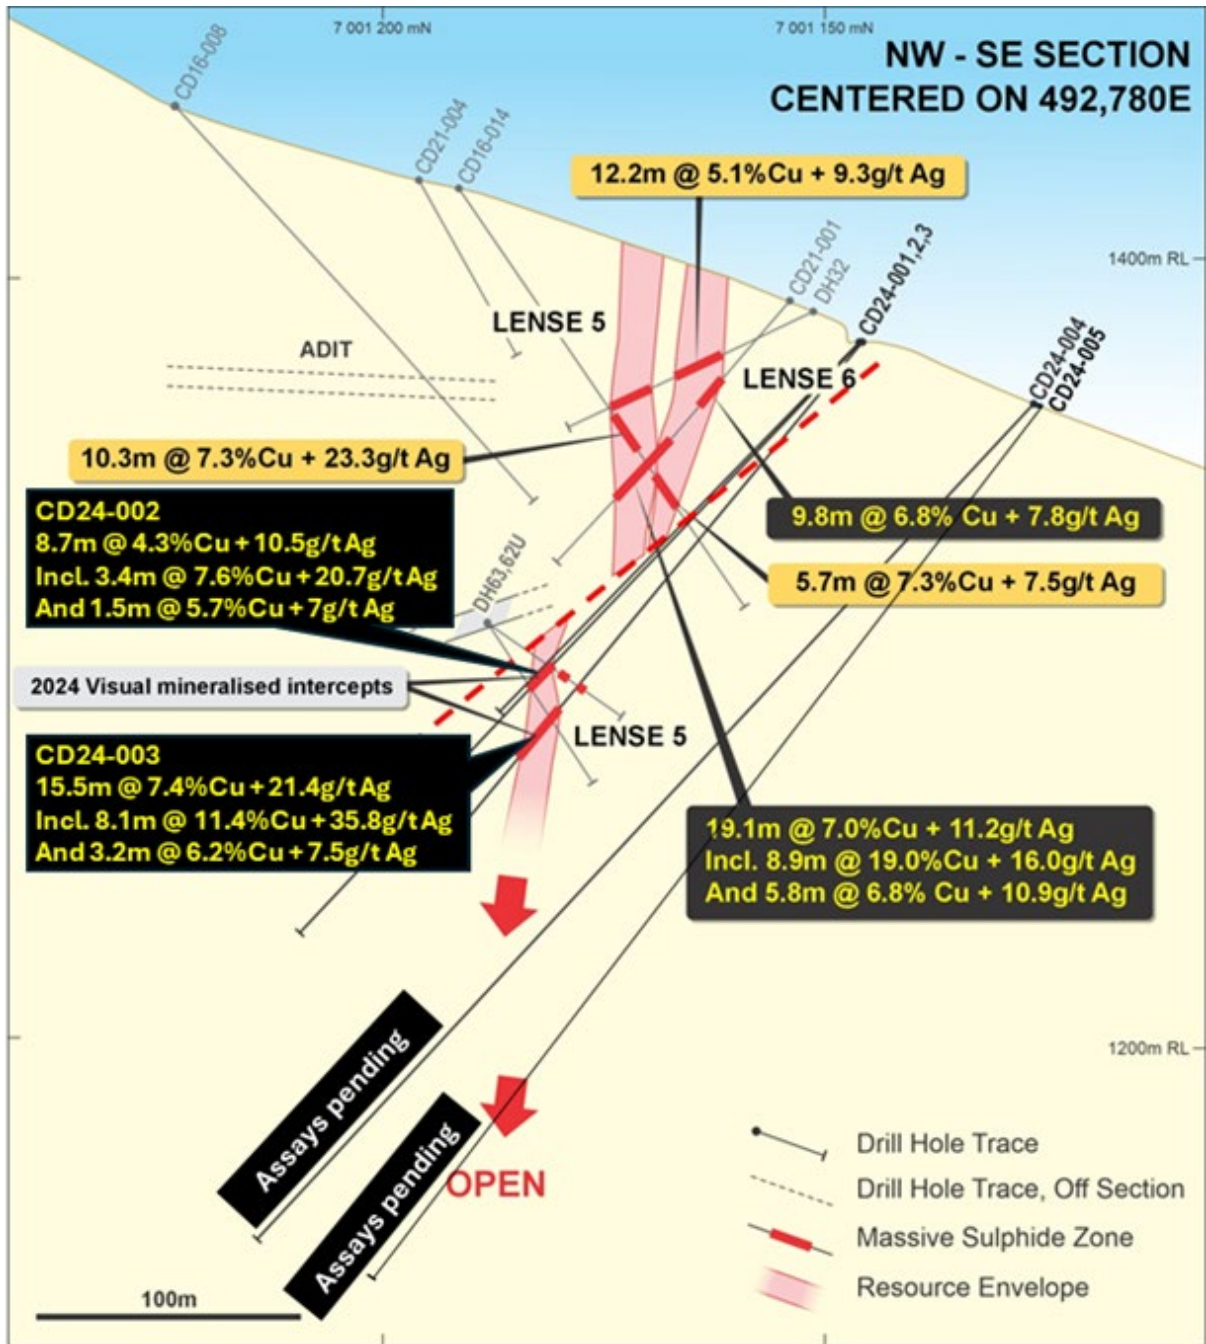 7 001 200 mN
7 001 150 mN
NW - SE SECTION
CENTERED ON 492,780E
CD16-008
CD21-004
CD16-014
12.2m @ 5.1%Cu + 9.3g/t Ag
CD21-001
DH32
CD24-001,2,3
1400m RL
LENSE 5
ADIT
LENSE 6
CD24-004
CD24-005
10.3m @ 7.3%Cu + 23.3g/t Ag
CD24-002
8.7m @ 4.3%Cu + 10.5g/t Ag
Incl. 3.4m @ 7.6%Cu + 20.7g/t Ag
And 1.5m @ 5.7%Cu + 7g/t Ag
9.8m @ 6.8% Cu + 7.8g/t Ag
DH63,62U
5.7m @ 7.3%Cu + 7.5g/t Ag
2024 Visual mineralised intercepts
LENSE 5
CD24-003
15.5m @ 7.4%Cu + 21.4g/t Ag
Incl. 8.1m @ 11.4%Cu + 35.8g/t Ag
And 3.2m @ 6.2%Cu + 7.5g/t Ag
19.1m @ 7.0%Cu + 11.2g/t Ag
Incl. 8.9m @ 19.0%Cu + 16.0g/t Ag
And 5.8m @ 6.8% Cu + 10.9g/t Ag
1200m RL
Assays pending
Assays pending
OPEN
Drill Hole Trace
Drill Hole Trace, Off Section
Massive Sulphide Zone
Resource Envelope
100m